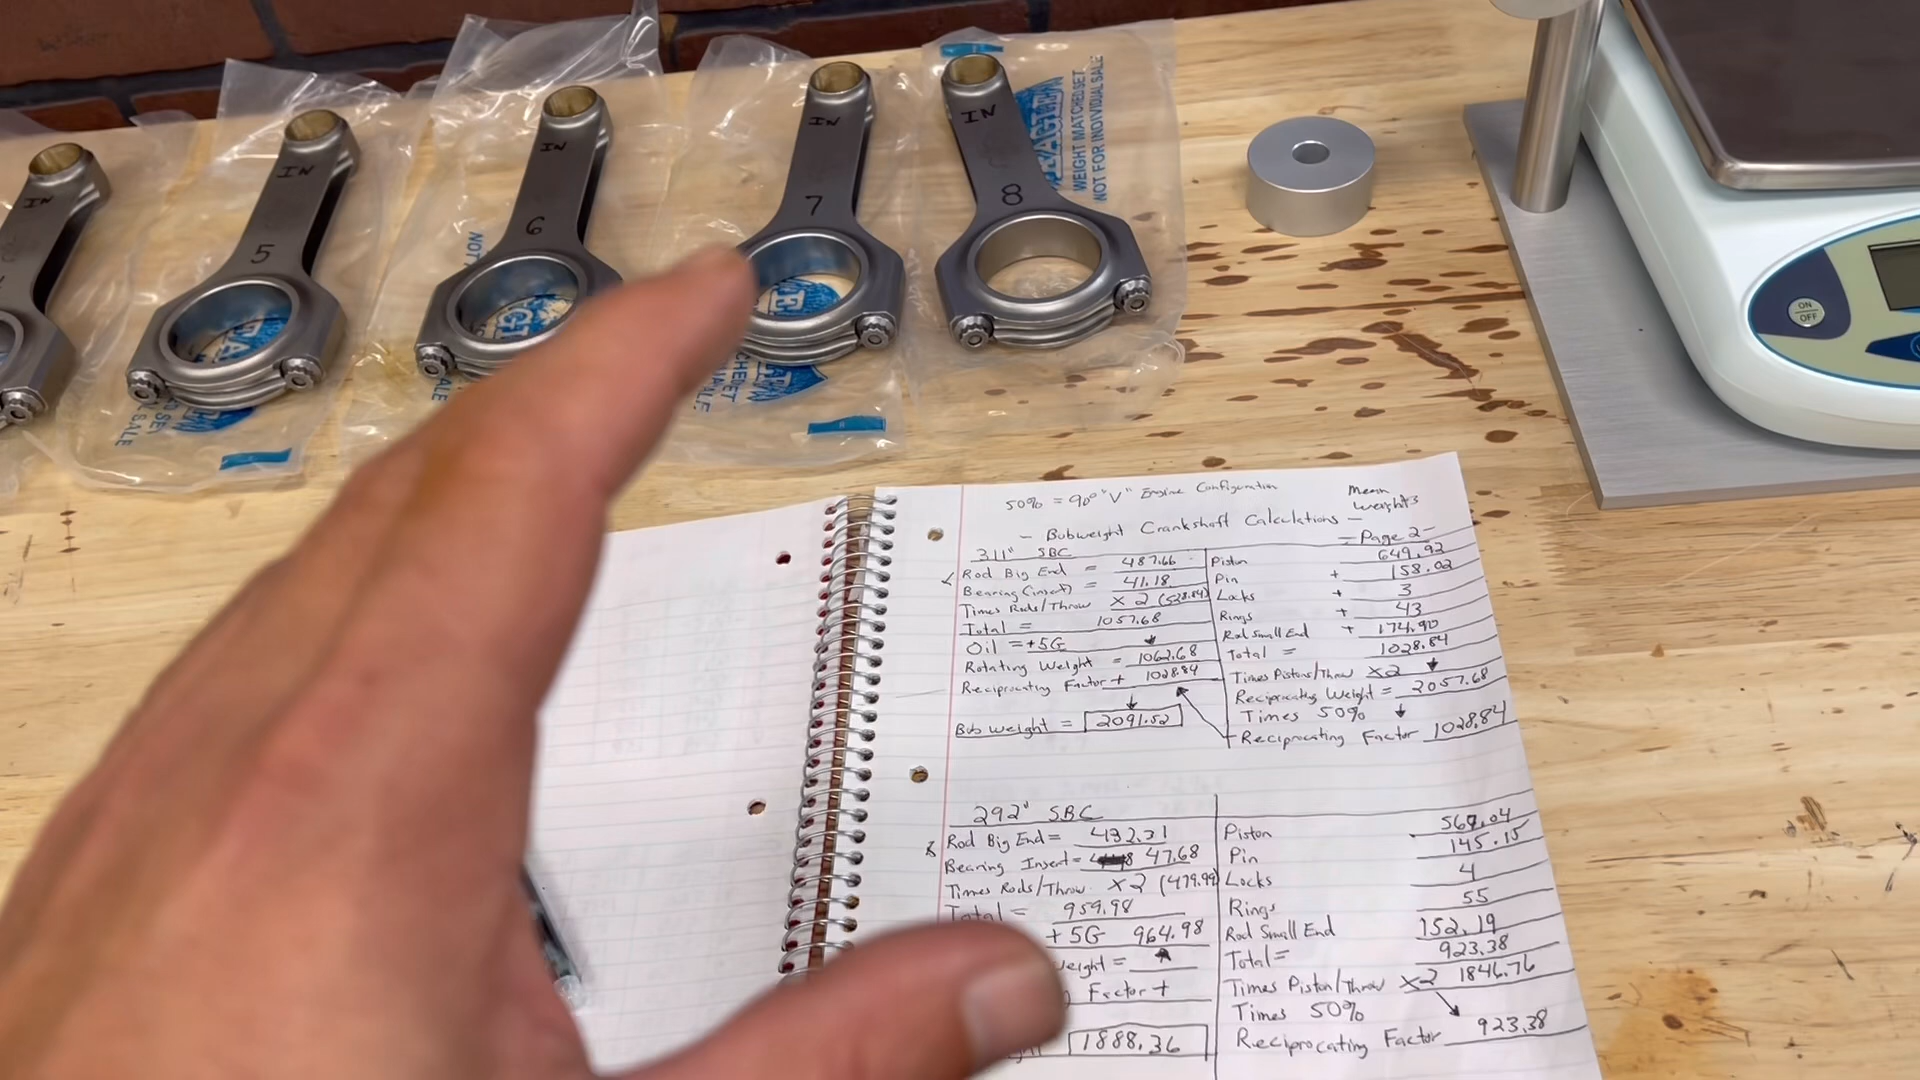 IN
IN
IN
IN
IN
5
6
7
8
WEIGHT MATCHED SET
NOT FOR INDIVIDUAL SALE
ON
OFF
50% = 90° "V" Engine Configuration
Mean
Weights
- Bobweight Crankshaft Calculations -
= Page 2 -
311" SBC
Rod Big End = 487.66
Bearing (insert) = 41.18
Times Rods/Throw X 2 (528.84)
Total = 1057.68
Oil = +5G
Rotating Weight = 1062.68
Reciprocating Factor + 1028.84
Bob weight = 2091.52
Piston 649.92
Pin + 158.02
Locks + 3
Rings + 43
Rod Small End + 174.90
Total = 1028.84
Times Pistons/Throw X2
Reciprocating Weight = 2057.68
Times 50%
Reciprocating Factor 1028.84
292" SBC
Rod Big End = 432.31
Bearing Insert = 47.68
Times Rods/Throw X2 (479.99)
Total = 959.98
+ 5G 964.98
eight =
Factor +
1888.36
Piston 567.04
Pin 145.15
Locks 4
Rings 55
Rod Small End 152.19
Total = 923.38
Times Piston/Throw X2 1846.76
Times 50%
Reciprocating Factor 923.38